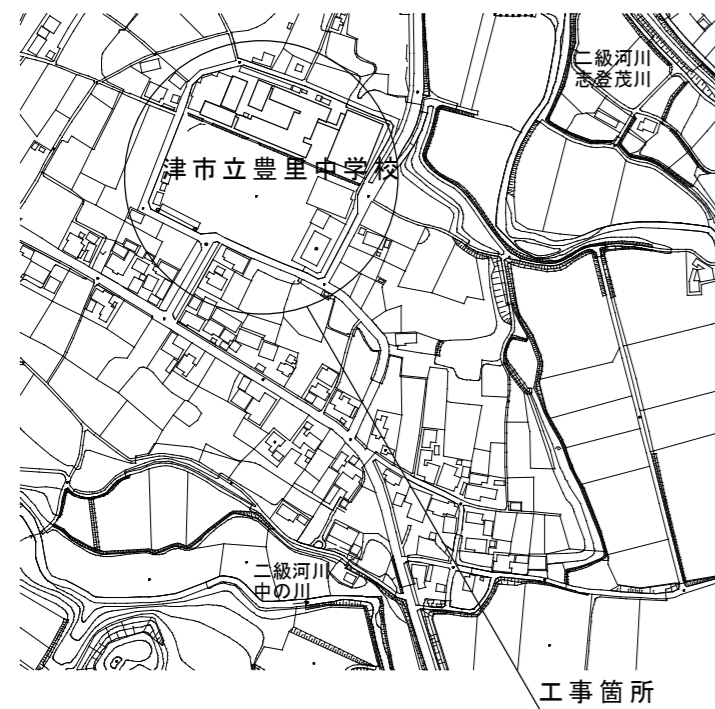 二級河川
志登茂川
津市立豊里中学校
二級河川
中の川
工事箇所